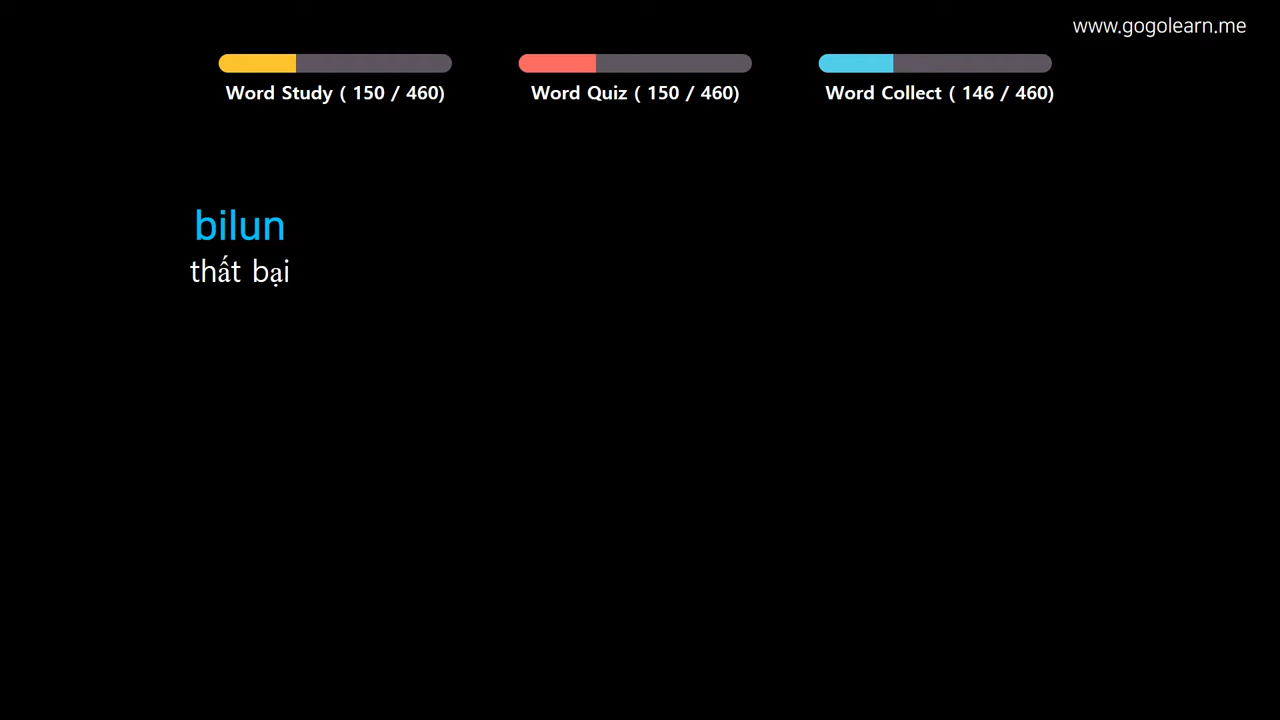 www.gogolearn.me
Word Study ( 150 / 460)
Word Quiz ( 150 / 460)
Word Collect ( 146 / 460)
bilun
thất bại